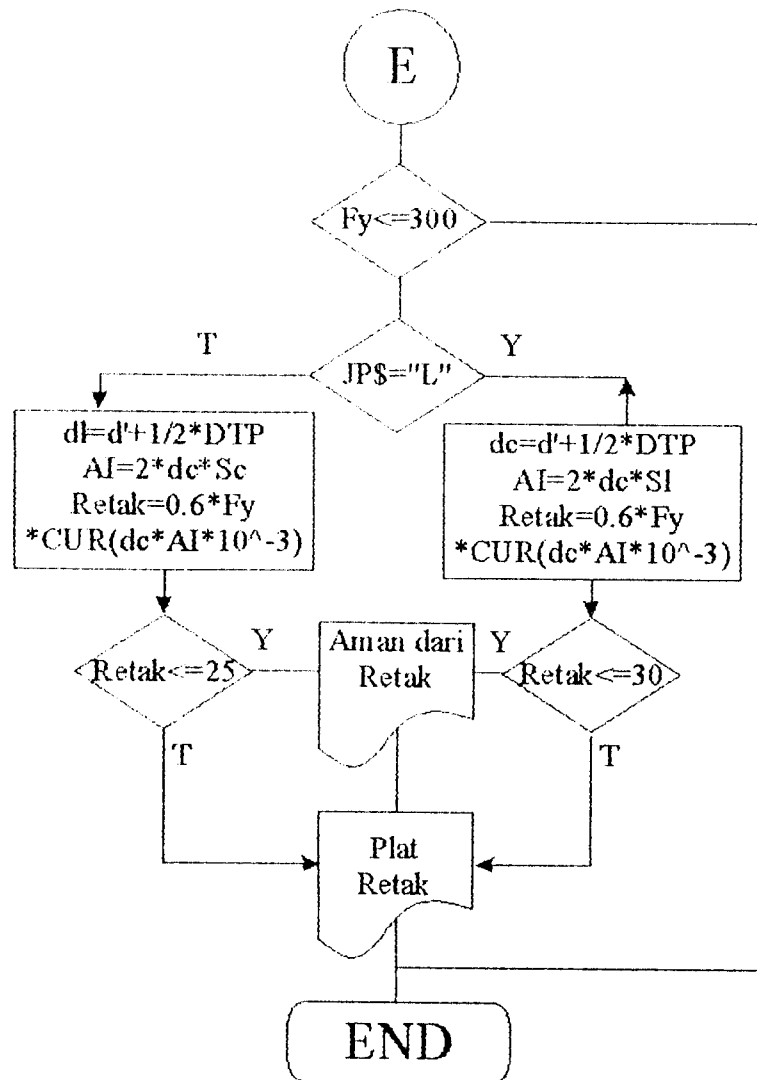 E
Fy<=300
T
Y
JP$="L"
dl=d'+1/2*DTP
AI=2*dc*Sc
Retak=0.6*Fy
*CUR(dc*AI*10^-3)
dc=d'+1/2*DTP
AI=2*dc*Sl
Retak=0.6*Fy
*CUR(dc*AI*10^-3)
Retak<=25
Y
Aman dari
Retak
Y
Retak<=30
T
T
Plat
Retak
END